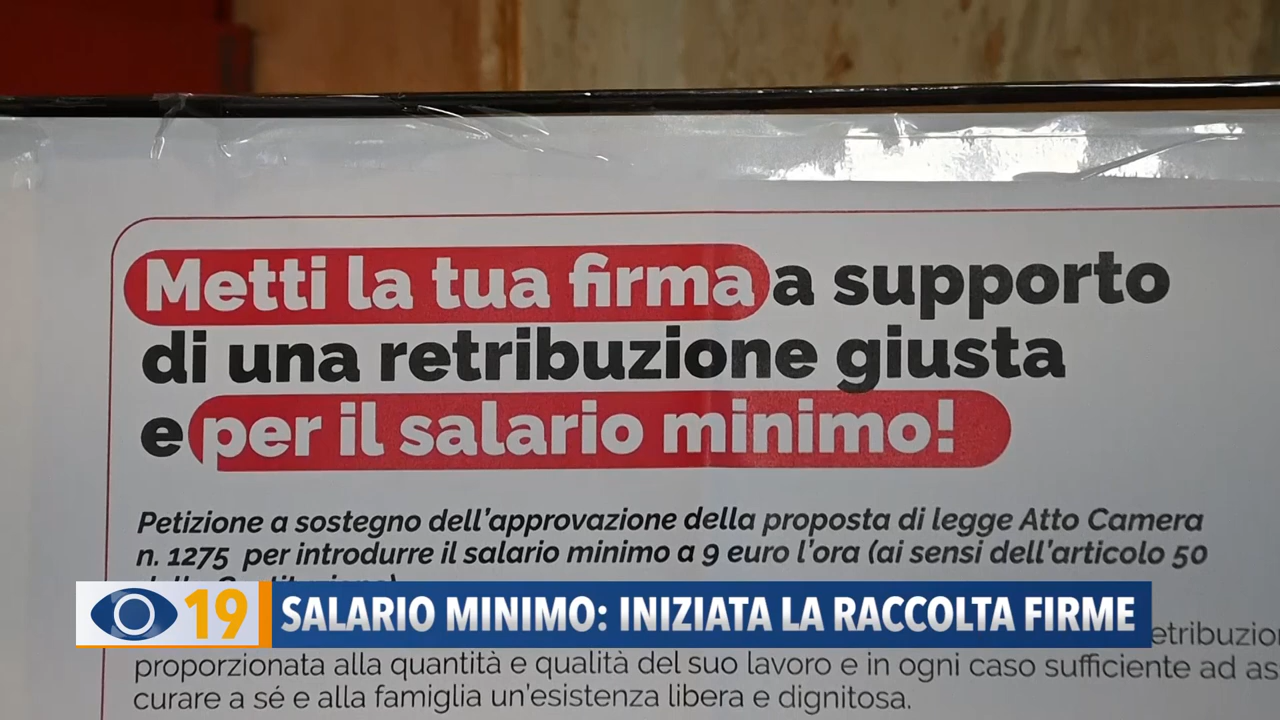 Metti la tua firma a supporto
di una retribuzione giusta
e per il salario minimo!
Petizione a sostegno dell'approvazione della proposta di legge Atto Camera
n. 1275 per introdurre il salario minimo a 9 euro l'ora (ai sensi dell'articolo 50
19 SALARIO MINIMO: INIZIATA LA RACCOLTA FIRME
proporzionata alla quantità e qualità del suo lavoro e in ogni caso sufficiente ad as
curare a sé e alla famiglia un'esistenza libera e dignitosa.